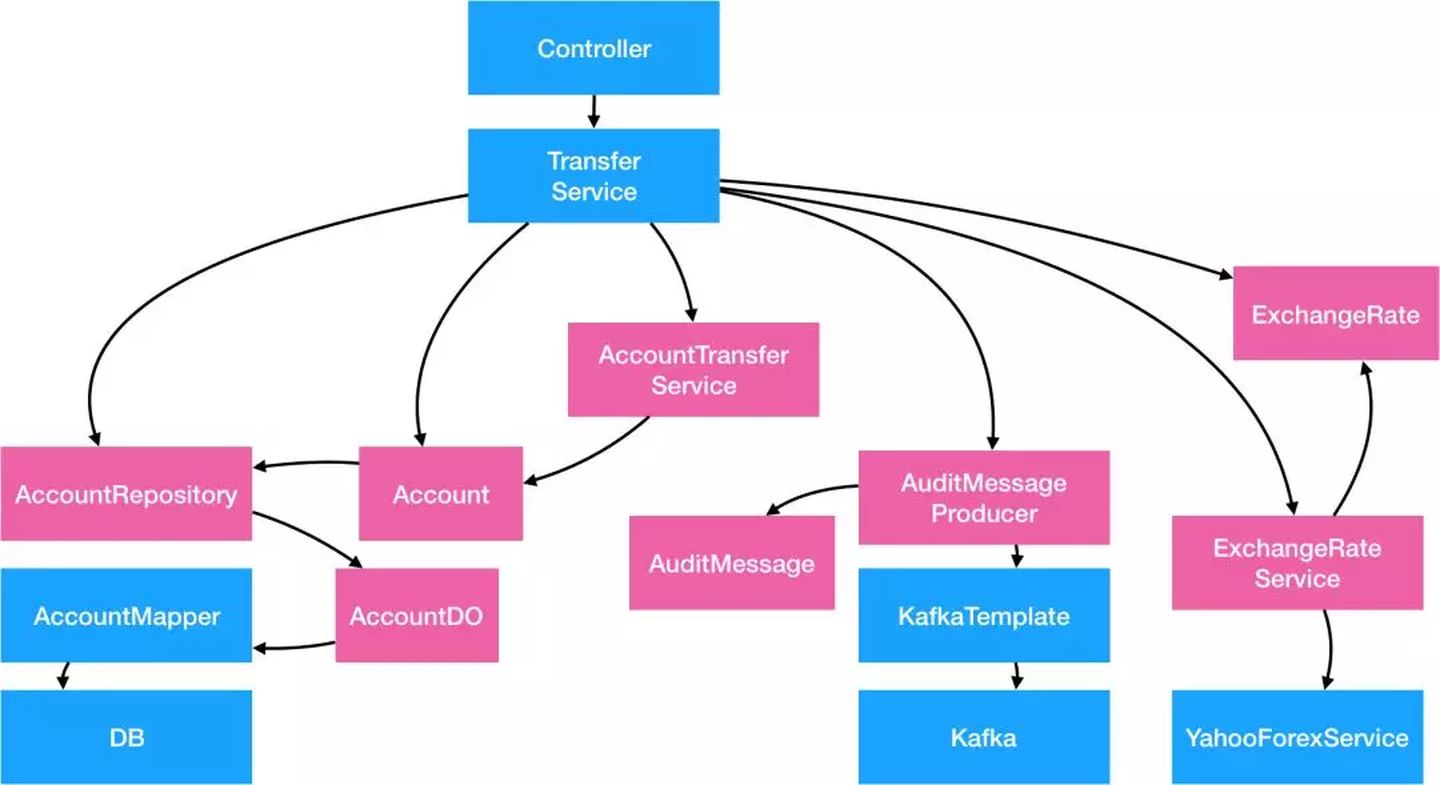 Controller
Transfer
Service
ExchangeRate
AccountTransfer
Service
AccountRepository
Account
AuditMessage
Producer
AuditMessage
ExchangeRate
Service
AccountMapper
AccountDO
KafkaTemplate
DB
Kafka
YahooForexService